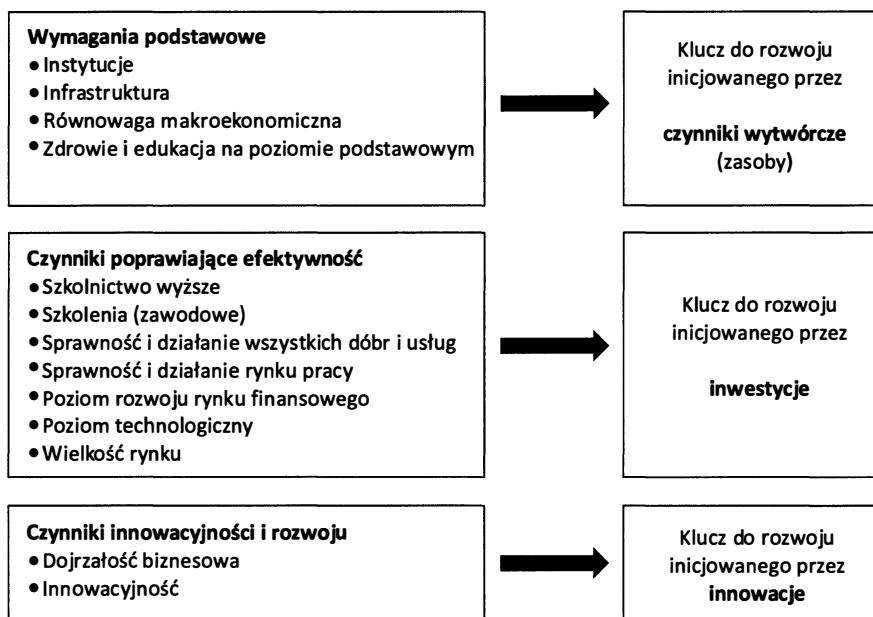 Wymagania podstawowe
• Instytucje
• Infrastruktura
• Równowaga makroekonomiczna
• Zdrowie i edukacja na poziomie podstawowym
Klucz do rozwoju
inicjowanego przez
czynniki wytwórcze
(zasoby)
Czynniki poprawiające efektywność
• Szkolnictwo wyższe
• Szkolenia (zawodowe)
• Sprawność i działanie wszystkich dóbr i usług
• Sprawność i działanie rynku pracy
• Poziom rozwoju rynku finansowego
• Poziom technologiczny
• Wielkość rynku
Klucz do rozwoju
inicjowanego przez
inwestycje
Czynniki innowacyjności i rozwoju
• Dojrzałość biznesowa
• Innowacyjność
Klucz do rozwoju
inicjowanego przez
innowacje